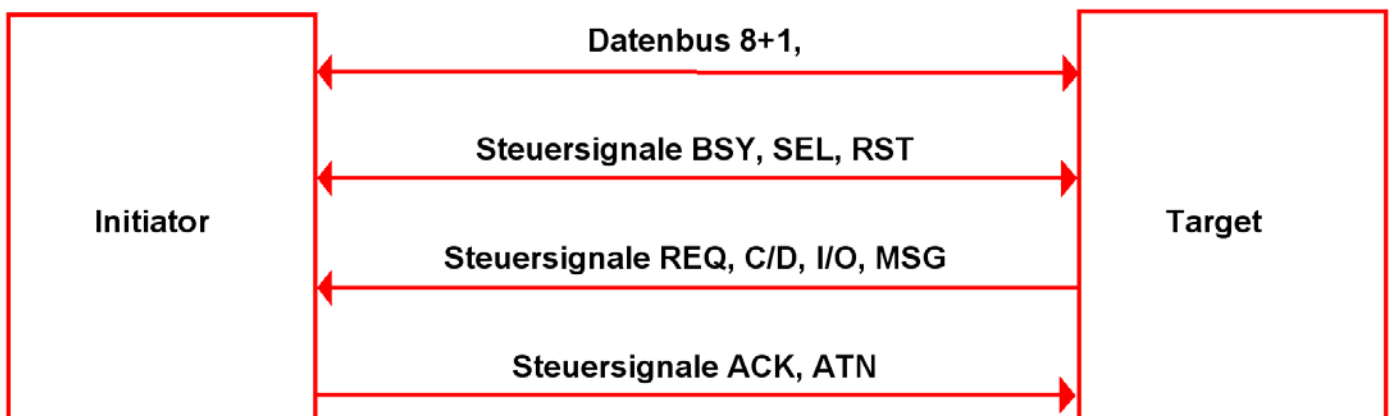 Datenbus 8+1,
Steuersignale BSY, SEL, RST
Initiator
Target
Steuersignale REQ, C/D, I/O, MSG
Steuersignale ACK, ATN